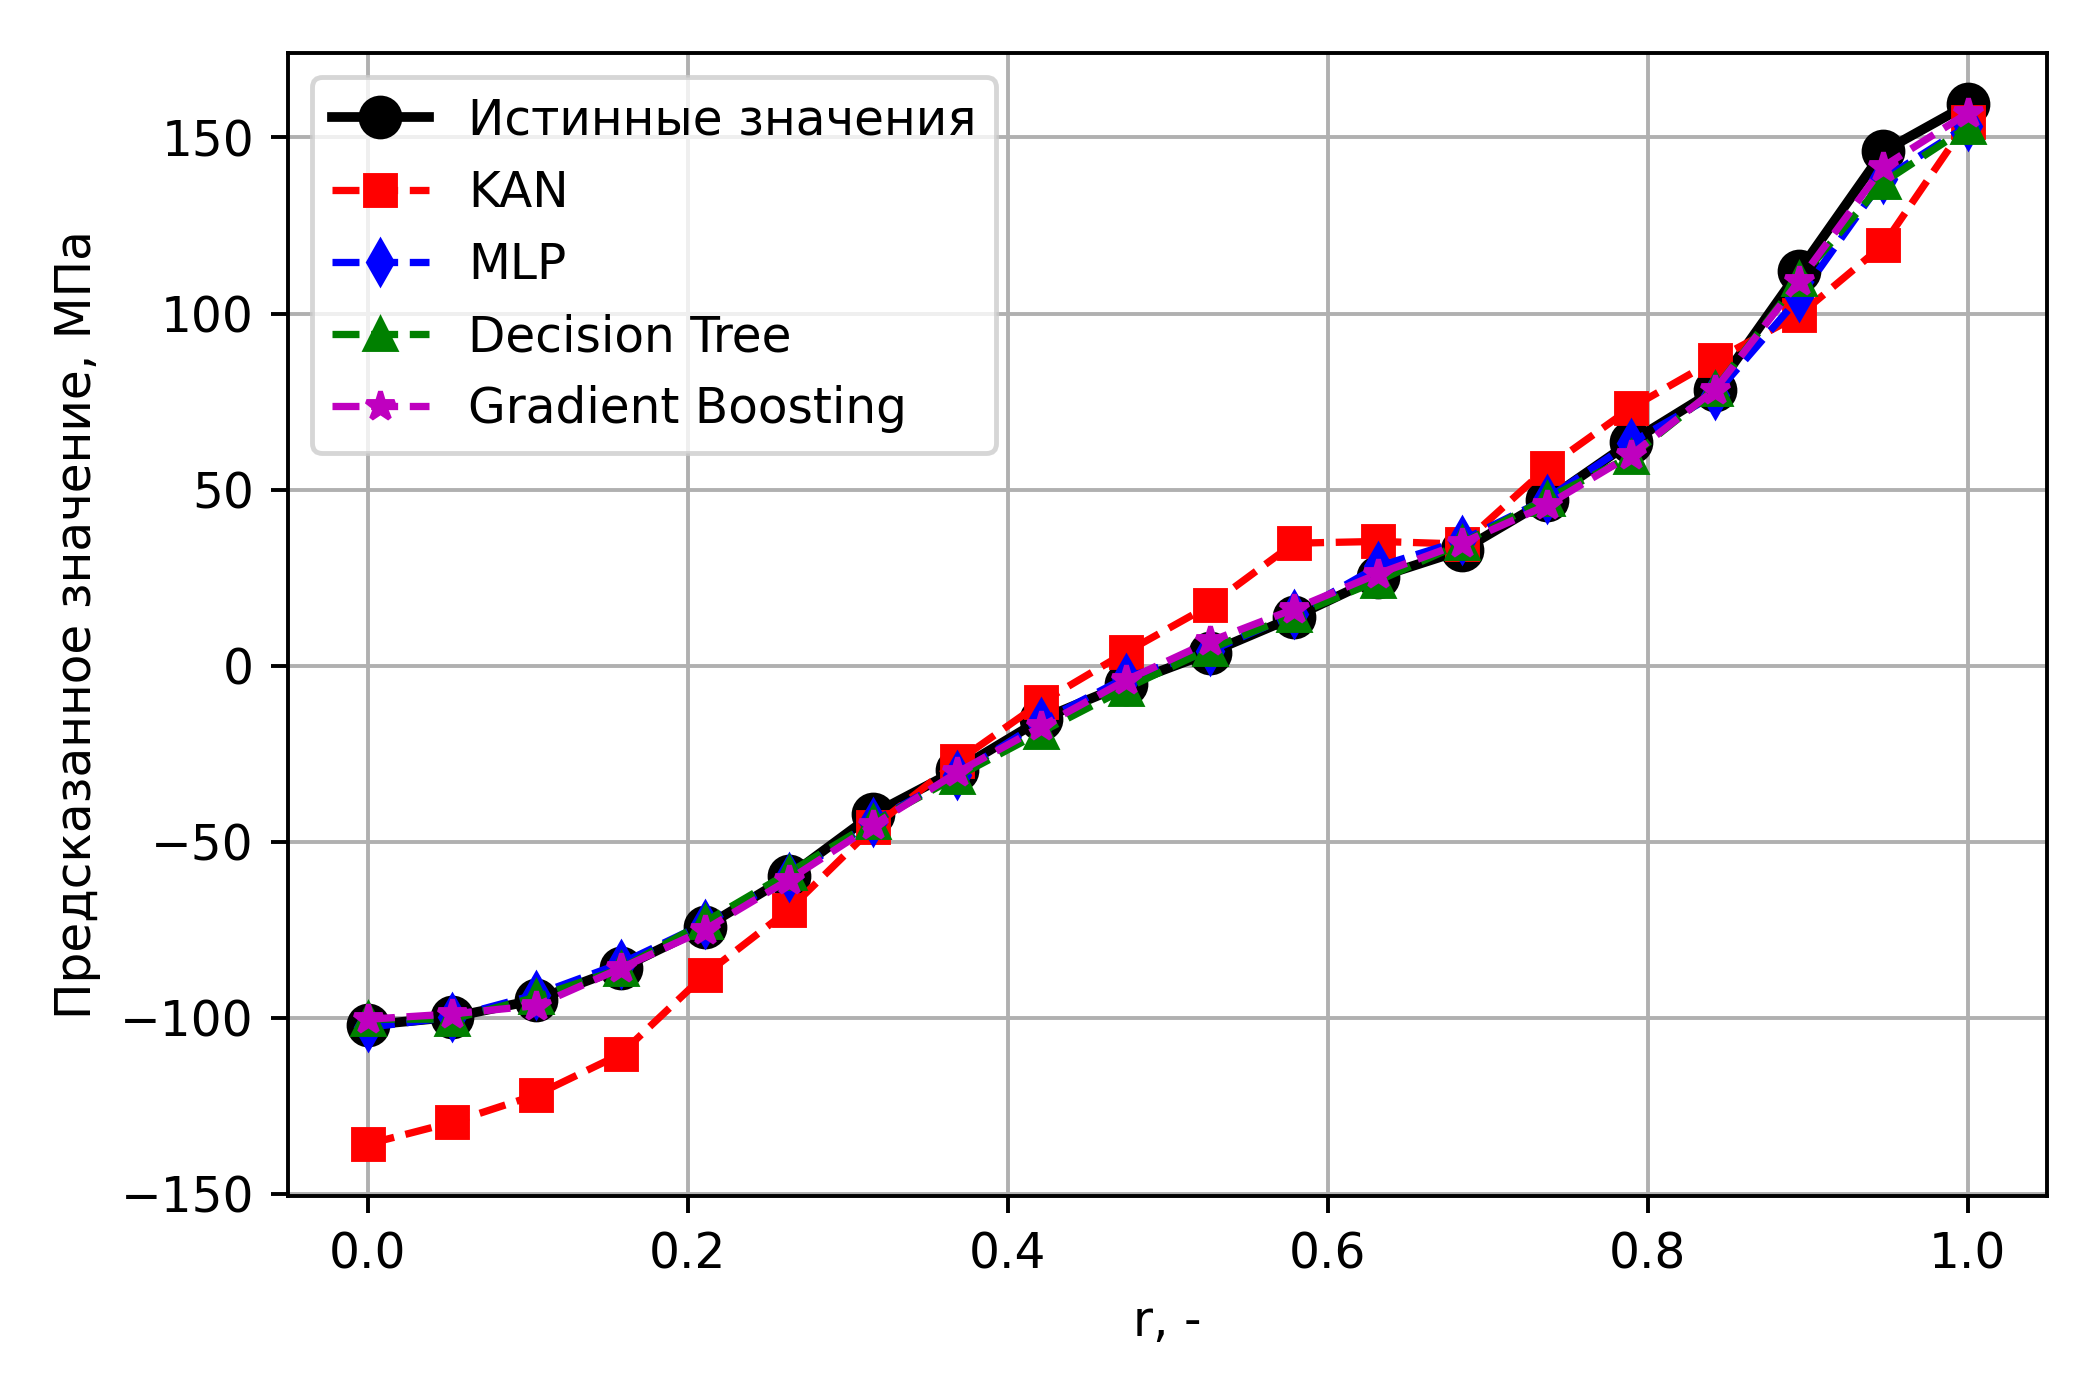 Истинные значения
KAN
MLP
Decision Tree
Gradient Boosting
Предсказанное значение, МПа
150
100
50
0
−50
−100
−150
0.0 0.2 0.4 0.6 0.8 1.0
r, -